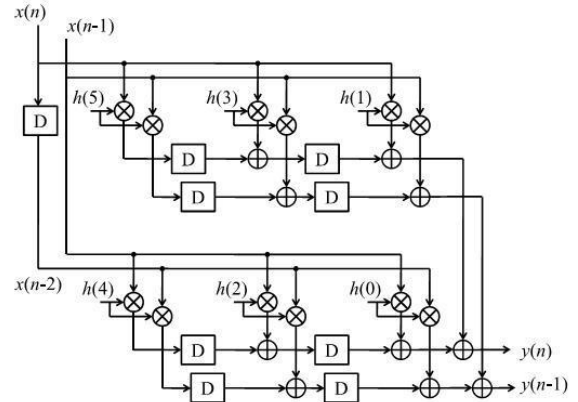 x(n)
x(n-1)
h(5) h(3) h(1)
D
D D
D D
x(n-2)
h(4) h(2) h(0)
D D
y(n)
D D
y(n-1)